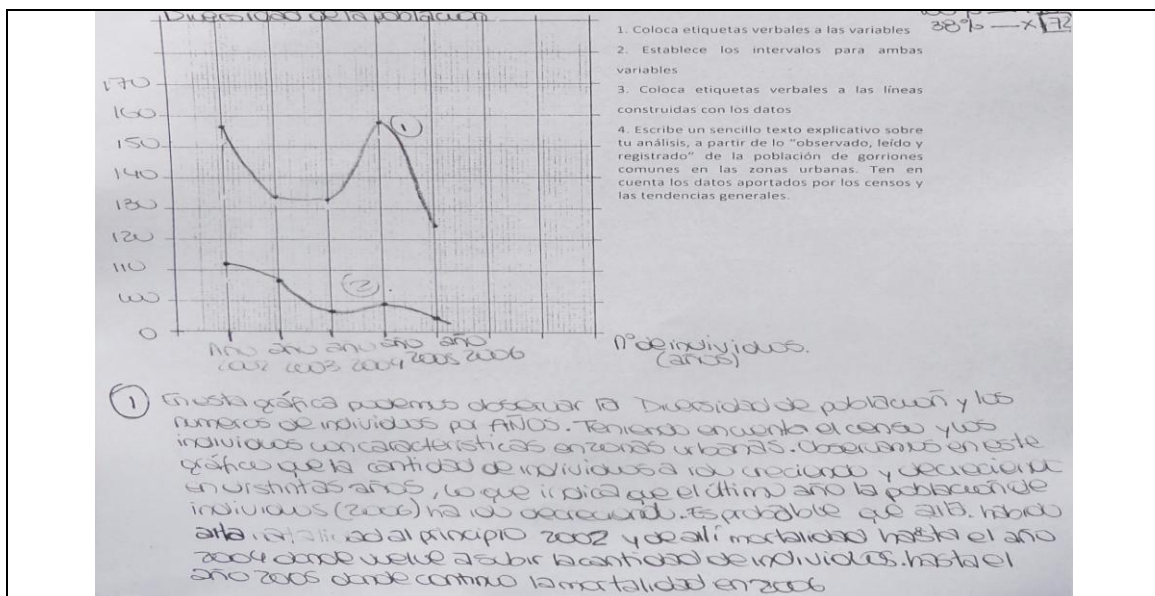 Diversidad de la población
38% — x 172
1. Coloca etiquetas verbales a las variables
2. Establece los intervalos para ambas
variables
3. Coloca etiquetas verbales a las líneas
construidas con los datos
4. Escribe un sencillo texto explicativo sobre
tu análisis, a partir de lo "observado, leído y
registrado" de la población de gorriones
comunes en las zonas urbanas. Ten en
cuenta los datos aportados por los censos y
las tendencias generales.
170
160
150
140
130
120
110
100
0
1
2
Año año año año año
2002 2003 2004 2005 2006
nº de individuos.
(años)
1 En esta gráfica podemos observar la Diversidad de población y los
numeros de individuos por AÑOS. Teniendo en cuenta el censo y los
individuos con características en zonas urbanas. Observamos en este
gráfico que la cantidad de individuos a ido creciendo y decreciend
en distintas años, lo que indica que el último año la población de
individuos (2006) ha ido decreciendo. Es probable que allá habido
alta natalidad al principio 2002 y de allí mortalidad hasta el año
2004 donde vuelve a subir la cantidad de individuos. hasta el
año 2005 donde continuo la mortalidad en 2006